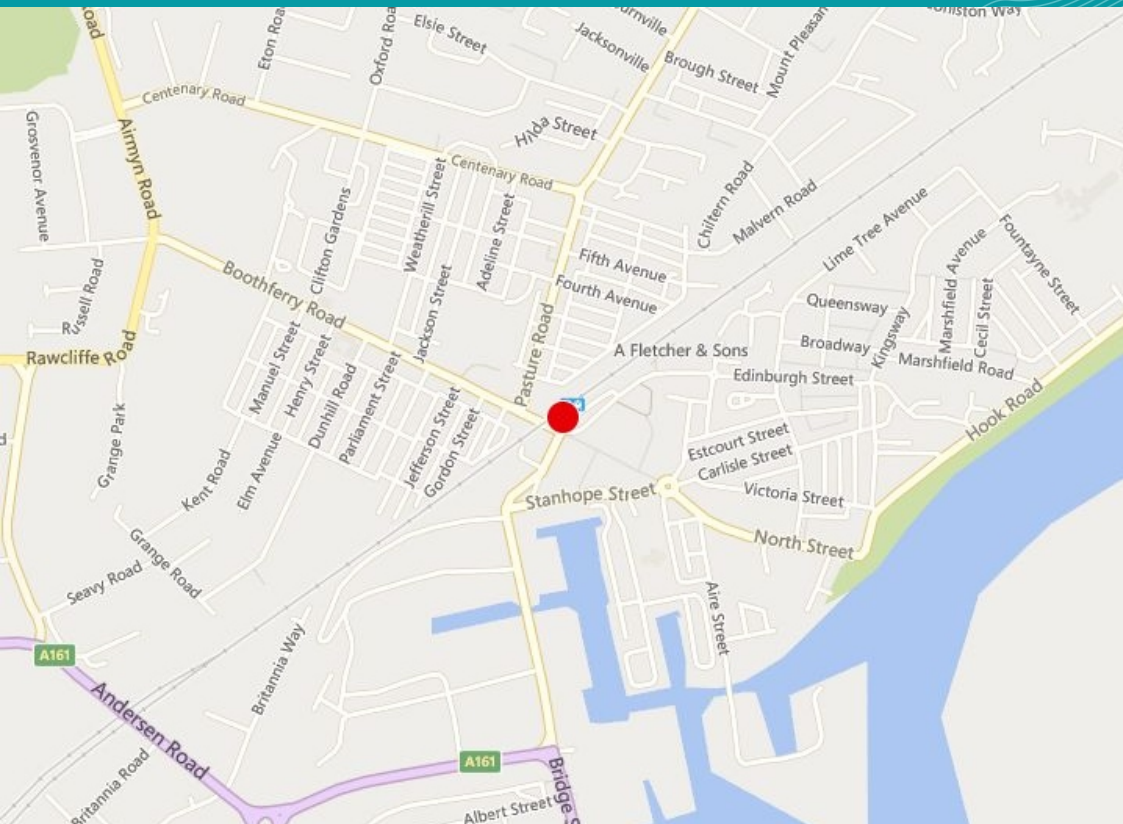 Elsie Street
Jacksonville
Brough Street
Mount Pleasan
Eton Roa
Oxford Roa
oad
Centenary Road
Hilda Street
Grosvenor Avenue
Airmyn Road
Centenary Road
Weatherill Street
Clifton Gardens
Adeline Street
Chiltern Road
Malvern Road
Lime Tree Avenue
Fountayne Street
Marshfield Avenue
Cecil Street
Fifth Avenue
Fourth Avenue
Boothferry Road
Russell Road
Jackson Street
Pasture Road
Queensway
Kingsway
Broadway
Marshfield Road
A Fletcher & Sons
Edinburgh Street
Rawcliffe Road
Manuel Street
Henry Street
Dunhill Road
Parliament Street
Jefferson Street
Gordon Street
Hook Road
Grange Park
Kent Road
Elm Avenue
Estcourt Street
Carlisle Street
Victoria Street
Stanhope Street
North Street
Grange Road
Seavy Road
Aire Street
Britannia Way
A161
Andersen Road
A161
Britannia Road
Bridge S
Albert Street